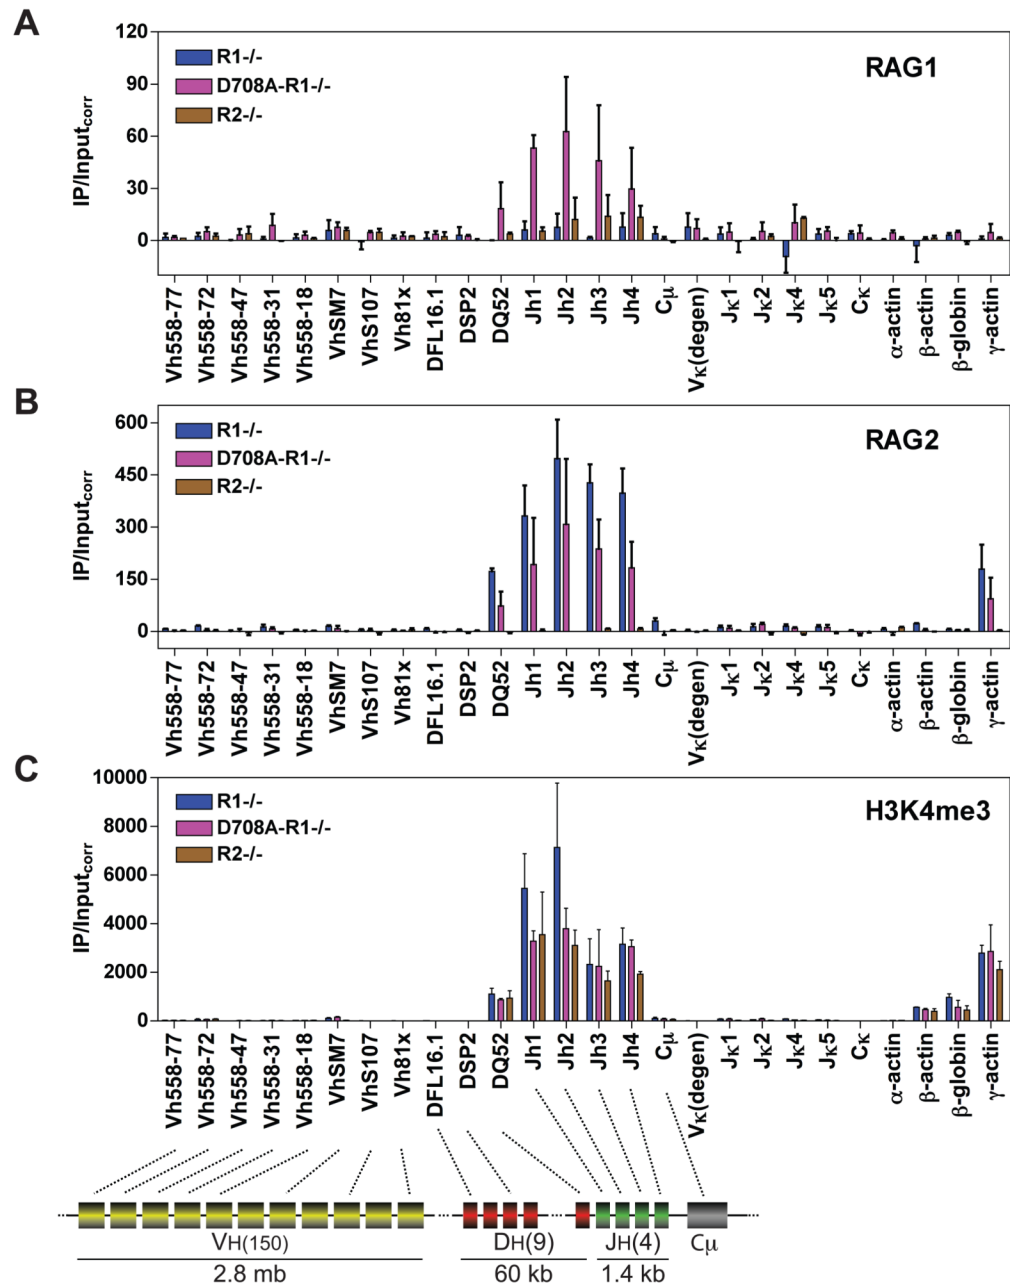 A
RAG1
IP/Inputcorr
120
90
60
30
0
R1-/-
D708A-R1-/-
R2-/-
Vh558-77
Vh558-72
Vh558-47
Vh558-31
Vh558-18
VhSM7
VhS107
Vh81x
DFL16.1
DSP2
DQ52
Jh1
Jh2
Jh3
Jh4
Cμ
Vκ(degen)
Jκ1
Jκ2
Jκ4
Jκ5
Cκ
α-actin
β-actin
β-globin
γ-actin
B
RAG2
IP/Inputcorr
600
450
300
150
0
R1-/-
D708A-R1-/-
R2-/-
Vh558-77
Vh558-72
Vh558-47
Vh558-31
Vh558-18
VhSM7
VhS107
Vh81x
DFL16.1
DSP2
DQ52
Jh1
Jh2
Jh3
Jh4
Cμ
Vκ(degen)
Jκ1
Jκ2
Jκ4
Jκ5
Cκ
α-actin
β-actin
β-globin
γ-actin
C
H3K4me3
IP/Inputcorr
10000
8000
6000
4000
2000
0
R1-/-
D708A-R1-/-
R2-/-
Vh558-77
Vh558-72
Vh558-47
Vh558-31
Vh558-18
VhSM7
VhS107
Vh81x
DFL16.1
DSP2
DQ52
Jh1
Jh2
Jh3
Jh4
Cμ
Vκ(degen)
Jκ1
Jκ2
Jκ4
Jκ5
Cκ
α-actin
β-actin
β-globin
γ-actin
VH(150)
DH(9)
JH(4)
Cμ
2.8 mb
60 kb
1.4 kb